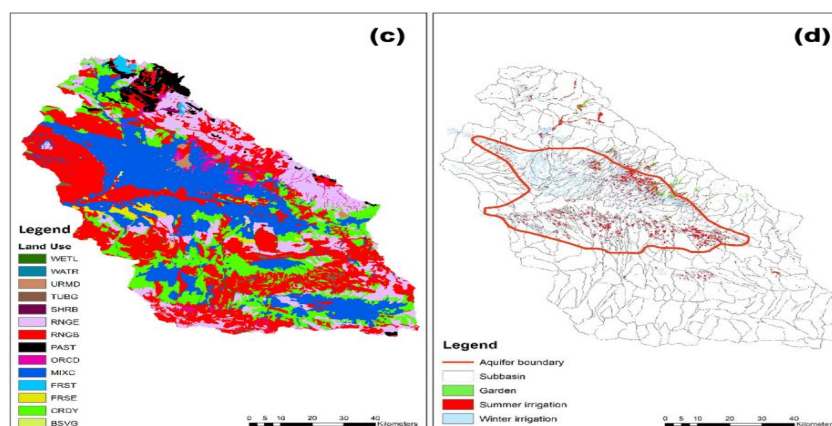 (c)
Legend
Land Use
WETL
WATR
URMD
TUBG
SHRB
RNGE
RNGB
PAST
ORCD
MIXC
FRST
FRSE
CRDY
BSVG
0 5 10 20 30 40
Kilometers
(d)
Legend
Aquifer boundary
Subbasin
Garden
Summer irrigation
Winter irrigation
0 5 10 20 30 40
Kilometers